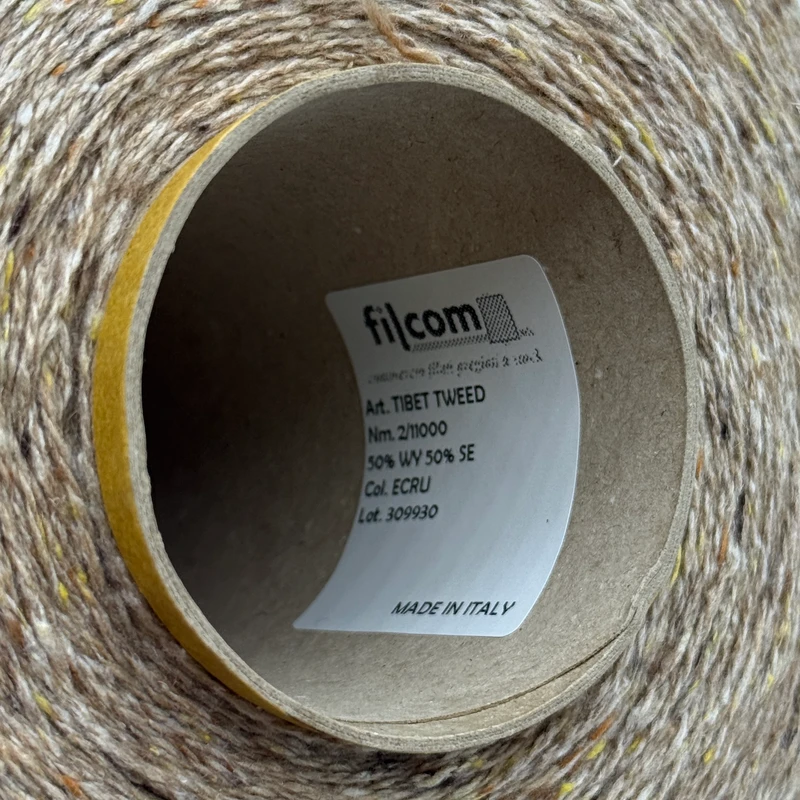 filcom
Art. TIBET TWEED
Nm. 2/11000
50% WY 50% SE
Col. ECRU
Lot. 309930
MADE IN ITALY